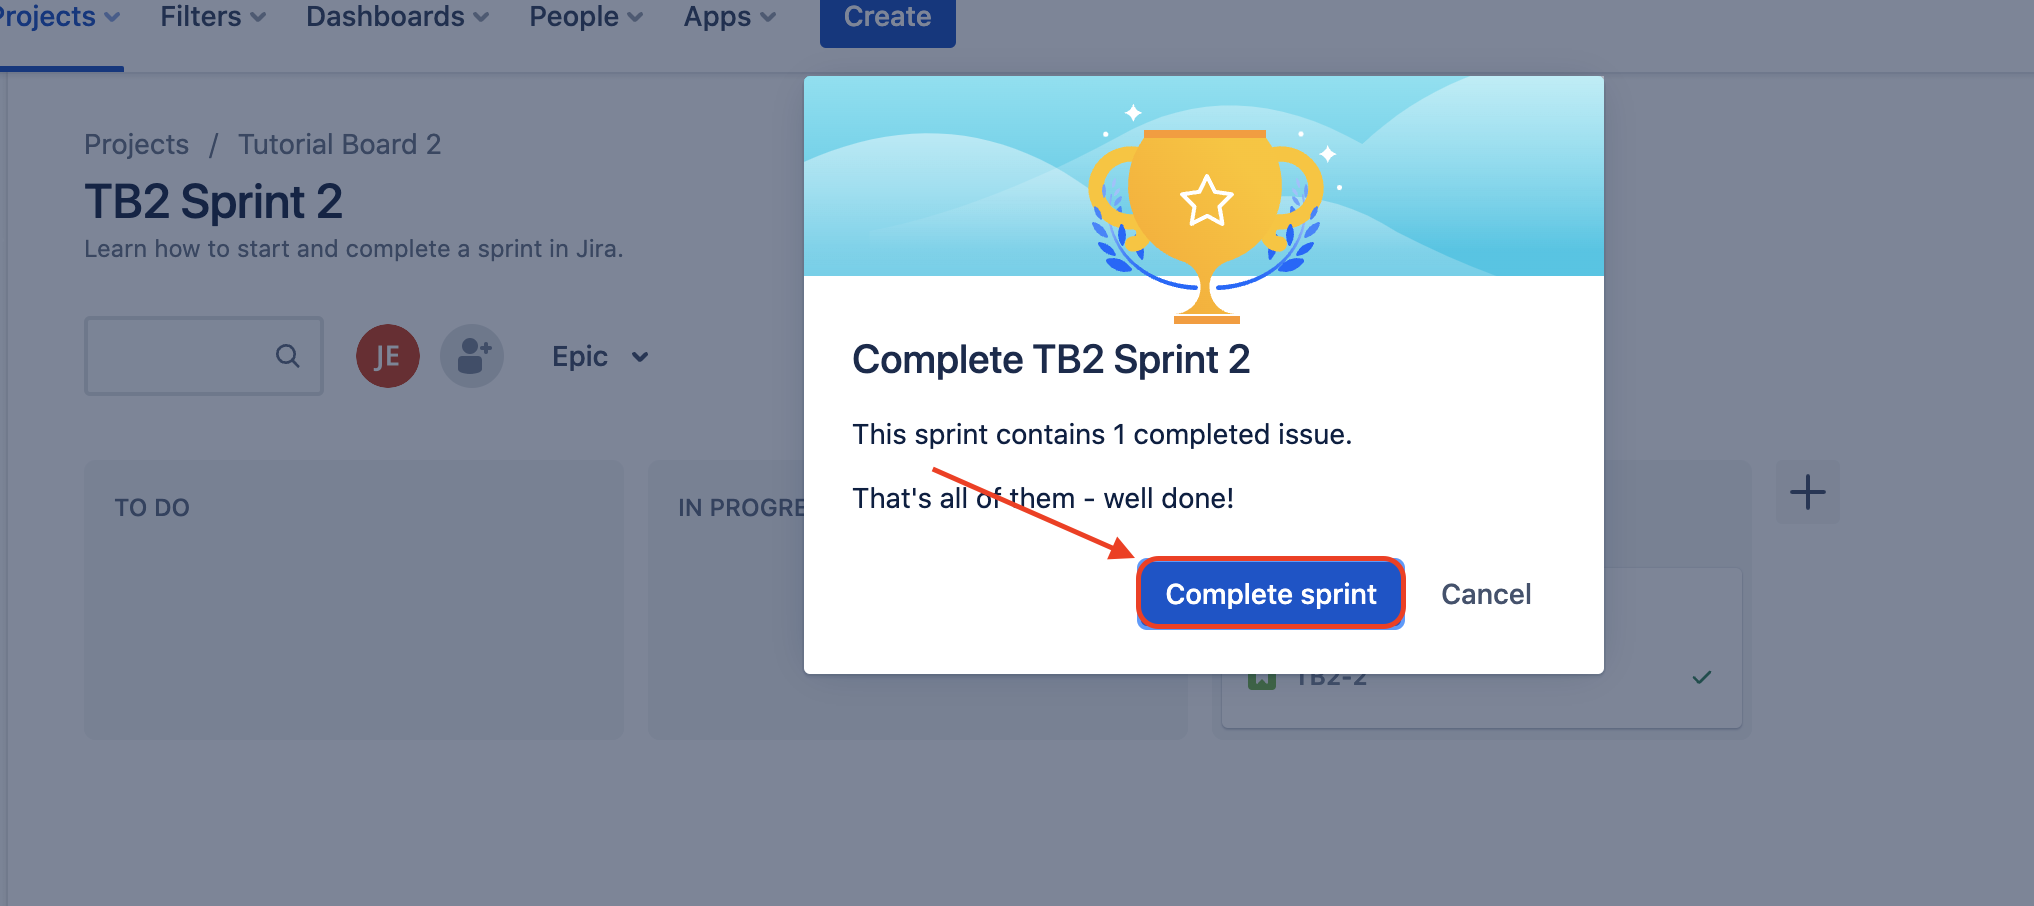 Projects Filters Dashboards People Apps Create
Projects / Tutorial Board 2
TB2 Sprint 2
Learn how to start and complete a sprint in Jira.
JE Epic
TO DO
IN PROGRE
Complete TB2 Sprint 2
This sprint contains 1 completed issue.
That's all of them - well done!
Complete sprint Cancel
TB2-2